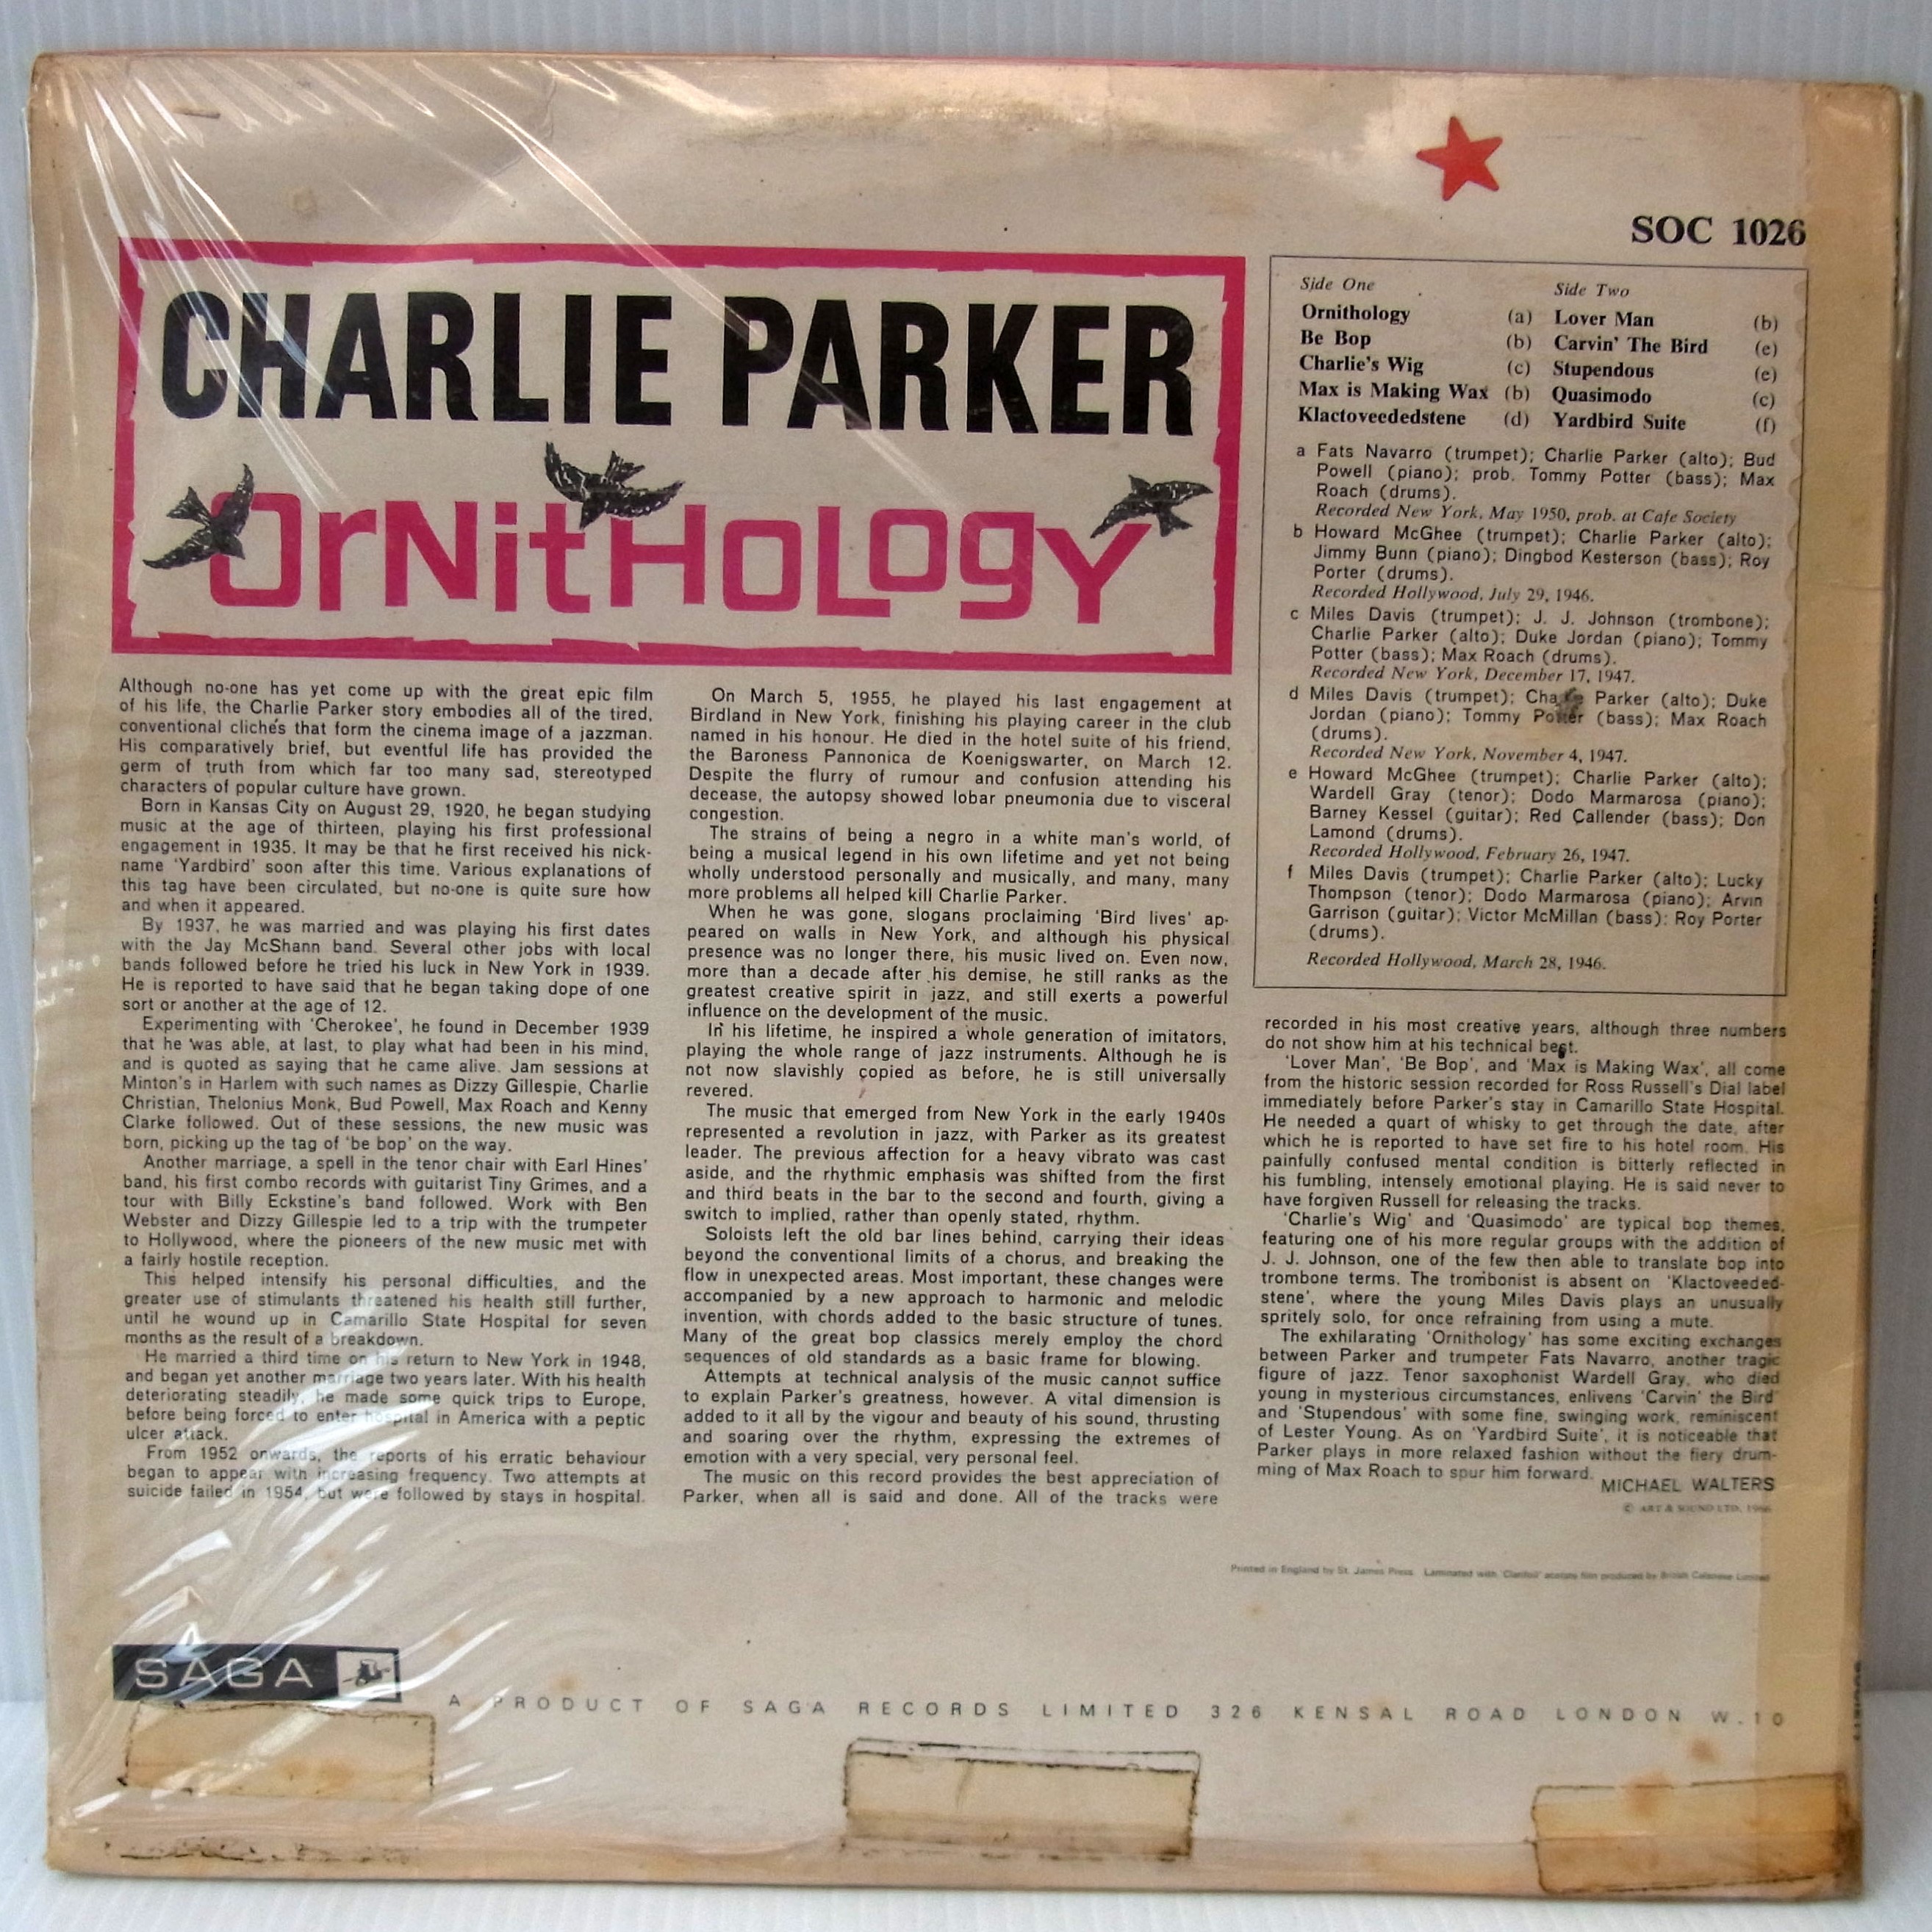 SOC 1026
CHARLIE PARKER
OrNitHoLogY
Side One
Ornithology (a)
Be Bop (b)
Charlie's Wig (c)
Max is Making Wax (b)
Klactoveededstene (d)
Side Two
Lover Man (b)
Carvin' The Bird (e)
Stupendous (e)
Quasimodo (c)
Yardbird Suite (f)
a Fats Navarro (trumpet); Charlie Parker (alto); Bud
Powell (piano); prob. Tommy Potter (bass); Max
Roach (drums).
Recorded New York, May 1950, prob. at Cafe Society
b Howard McGhee (trumpet); Charlie Parker (alto);
Jimmy Bunn (piano); Dingbod Kesterson (bass); Roy
Porter (drums).
Recorded Hollywood, July 29, 1946.
c Miles Davis (trumpet); J. J. Johnson (trombone);
Charlie Parker (alto); Duke Jordan (piano); Tommy
Potter (bass); Max Roach (drums).
Recorded New York, December 17, 1947.
d Miles Davis (trumpet); Charlie Parker (alto); Duke
Jordan (piano); Tommy Potter (bass); Max Roach
(drums).
Recorded New York, November 4, 1947.
e Howard McGhee (trumpet); Charlie Parker (alto);
Wardell Gray (tenor); Dodo Marmarosa (piano);
Barney Kessel (guitar); Red Callender (bass); Don
Lamond (drums).
Recorded Hollywood, February 26, 1947.
f Miles Davis (trumpet); Charlie Parker (alto); Lucky
Thompson (tenor); Dodo Marmarosa (piano); Arvin
Garrison (guitar); Victor McMillan (bass); Roy Porter
(drums).
Recorded Hollywood, March 28, 1946.
Although no-one has yet come up with the great epic film
of his life, the Charlie Parker story embodies all of the tired,
conventional clichés that form the cinema image of a jazzman.
His comparatively brief, but eventful life has provided the
germ of truth from which far too many sad, stereotyped
characters of popular culture have grown.
Born in Kansas City on August 29, 1920, he began studying
music at the age of thirteen, playing his first professional
engagement in 1935. It may be that he first received his nick-
name 'Yardbird' soon after this time. Various explanations of
this tag have been circulated, but no-one is quite sure how
and when it appeared.
By 1937, he was married and was playing his first dates
with the Jay McShann band. Several other jobs with local
bands followed before he tried his luck in New York in 1939.
He is reported to have said that he began taking dope of one
sort or another at the age of 12.
Experimenting with 'Cherokee', he found in December 1939
that he was able, at last, to play what had been in his mind,
and is quoted as saying that he came alive. Jam sessions at
Minton's in Harlem with such names as Dizzy Gillespie, Charlie
Christian, Thelonius Monk, Bud Powell, Max Roach and Kenny
Clarke followed. Out of these sessions, the new music was
born, picking up the tag of 'be bop' on the way.
Another marriage, a spell in the tenor chair with Earl Hines'
band, his first combo records with guitarist Tiny Grimes, and a
tour with Billy Eckstine's band followed. Work with Ben
Webster and Dizzy Gillespie led to a trip with the trumpeter
to Hollywood, where the pioneers of the new music met with
a fairly hostile reception.
This helped intensify his personal difficulties, and the
greater use of stimulants threatened his health still further,
until he wound up in Camarillo State Hospital for seven
months as the result of a breakdown.
He married a third time on his return to New York in 1948,
and began yet another marriage two years later. With his health
deteriorating steadily, he made some quick trips to Europe,
before being forced to enter hospital in America with a peptic
ulcer attack.
From 1952 onwards, the reports of his erratic behaviour
began to appear with increasing frequency. Two attempts at
suicide failed in 1954, but were followed by stays in hospital.
On March 5, 1955, he played his last engagement at
Birdland in New York, finishing his playing career in the club
named in his honour. He died in the hotel suite of his friend,
the Baroness Pannonica de Koenigswarter, on March 12.
Despite the flurry of rumour and confusion attending his
decease, the autopsy showed lobar pneumonia due to visceral
congestion.
The strains of being a negro in a white man's world, of
being a musical legend in his own lifetime and yet not being
wholly understood personally and musically, and many, many
more problems all helped kill Charlie Parker.
When he was gone, slogans proclaiming 'Bird lives' ap-
peared on walls in New York, and although his physical
presence was no longer there, his music lived on. Even now,
more than a decade after his demise, he still ranks as the
greatest creative spirit in jazz, and still exerts a powerful
influence on the development of the music.
In his lifetime, he inspired a whole generation of imitators,
playing the whole range of jazz instruments. Although he is
not now slavishly copied as before, he is still universally
revered.
The music that emerged from New York in the early 1940s
represented a revolution in jazz, with Parker as its greatest
leader. The previous affection for a heavy vibrato was cast
aside, and the rhythmic emphasis was shifted from the first
and third beats in the bar to the second and fourth, giving a
switch to implied, rather than openly stated, rhythm.
Soloists left the old bar lines behind, carrying their ideas
beyond the conventional limits of a chorus, and breaking the
flow in unexpected areas. Most important, these changes were
accompanied by a new approach to harmonic and melodic
invention, with chords added to the basic structure of tunes.
Many of the great bop classics merely employ the chord
sequences of old standards as a basic frame for blowing.
Attempts at technical analysis of the music cannot suffice
to explain Parker's greatness, however. A vital dimension is
added to it all by the vigour and beauty of his sound, thrusting
and soaring over the rhythm, expressing the extremes of
emotion with a very special, very personal feel.
The music on this record provides the best appreciation of
Parker, when all is said and done. All of the tracks were
recorded in his most creative years, although three numbers
do not show him at his technical best.
'Lover Man', 'Be Bop', and 'Max is Making Wax', all come
from the historic session recorded for Ross Russell's Dial label
immediately before Parker's stay in Camarillo State Hospital.
He needed a quart of whisky to get through the date, after
which he is reported to have set fire to his hotel room. His
painfully confused mental condition is bitterly reflected in
his fumbling, intensely emotional playing. He is said never to
have forgiven Russell for releasing the tracks.
'Charlie's Wig' and 'Quasimodo' are typical bop themes,
featuring one of his more regular groups with the addition of
J. J. Johnson, one of the few then able to translate bop into
trombone terms. The trombonist is absent on 'Klactoveeded-
stene', where the young Miles Davis plays an unusually
spritely solo, for once refraining from using a mute.
The exhilarating 'Ornithology' has some exciting exchanges
between Parker and trumpeter Fats Navarro, another tragic
figure of jazz. Tenor saxophonist Wardell Gray, who died
young in mysterious circumstances, enlivens 'Carvin' the Bird'
and 'Stupendous' with some fine, swinging work, reminiscent
of Lester Young. As on 'Yardbird Suite', it is noticeable that
Parker plays in more relaxed fashion without the fiery drum-
ming of Max Roach to spur him forward.
MICHAEL WALTERS
© ART & SOUND LTD. 1966
Printed in England by St. James Press. Laminated with 'Clarifoil' acetate film produced by British Celanese Limited
SAGA
A PRODUCT OF SAGA RECORDS LIMITED 326 KENSAL ROAD LONDON W.10